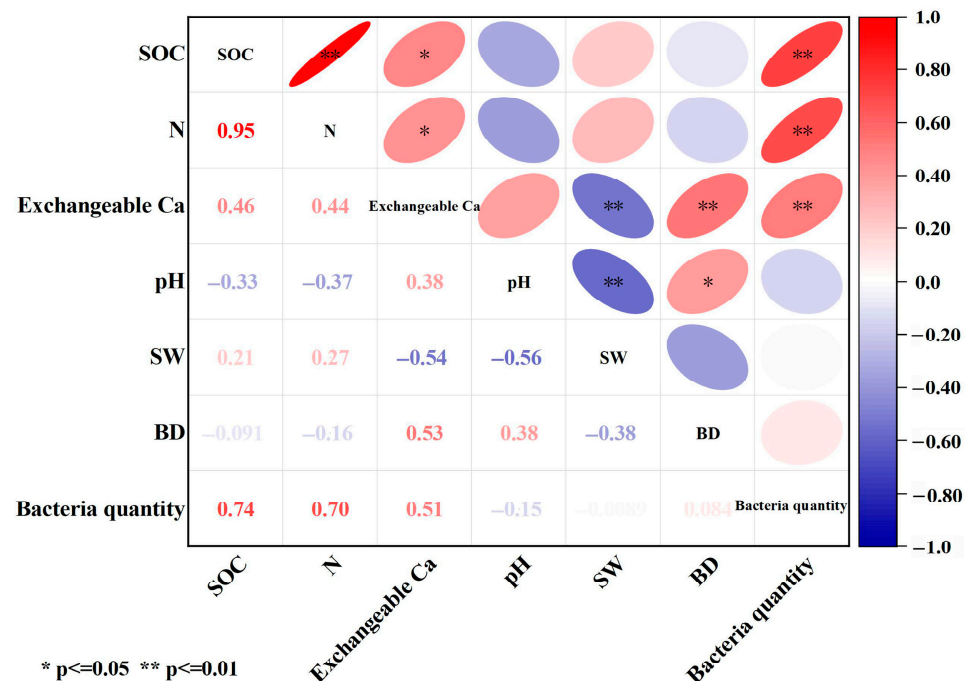 SOC SOC ** * ** 1.0
0.80
N 0.95 N * ** 0.60
0.40
Exchangeable Ca 0.46 0.44 Exchangeable Ca ** ** ** 0.20
pH −0.33 −0.37 0.38 pH ** * 0.0
−0.20
SW 0.21 0.27 −0.54 −0.56 SW −0.40
BD −0.091 −0.16 0.53 0.38 −0.38 BD −0.60
Bacteria quantity 0.74 0.70 0.51 −0.15 −0.0089 0.084 Bacteria quantity −0.80
−1.0
SOC N Exchangeable Ca pH SW BD Bacteria quantity
* p<=0.05 ** p<=0.01